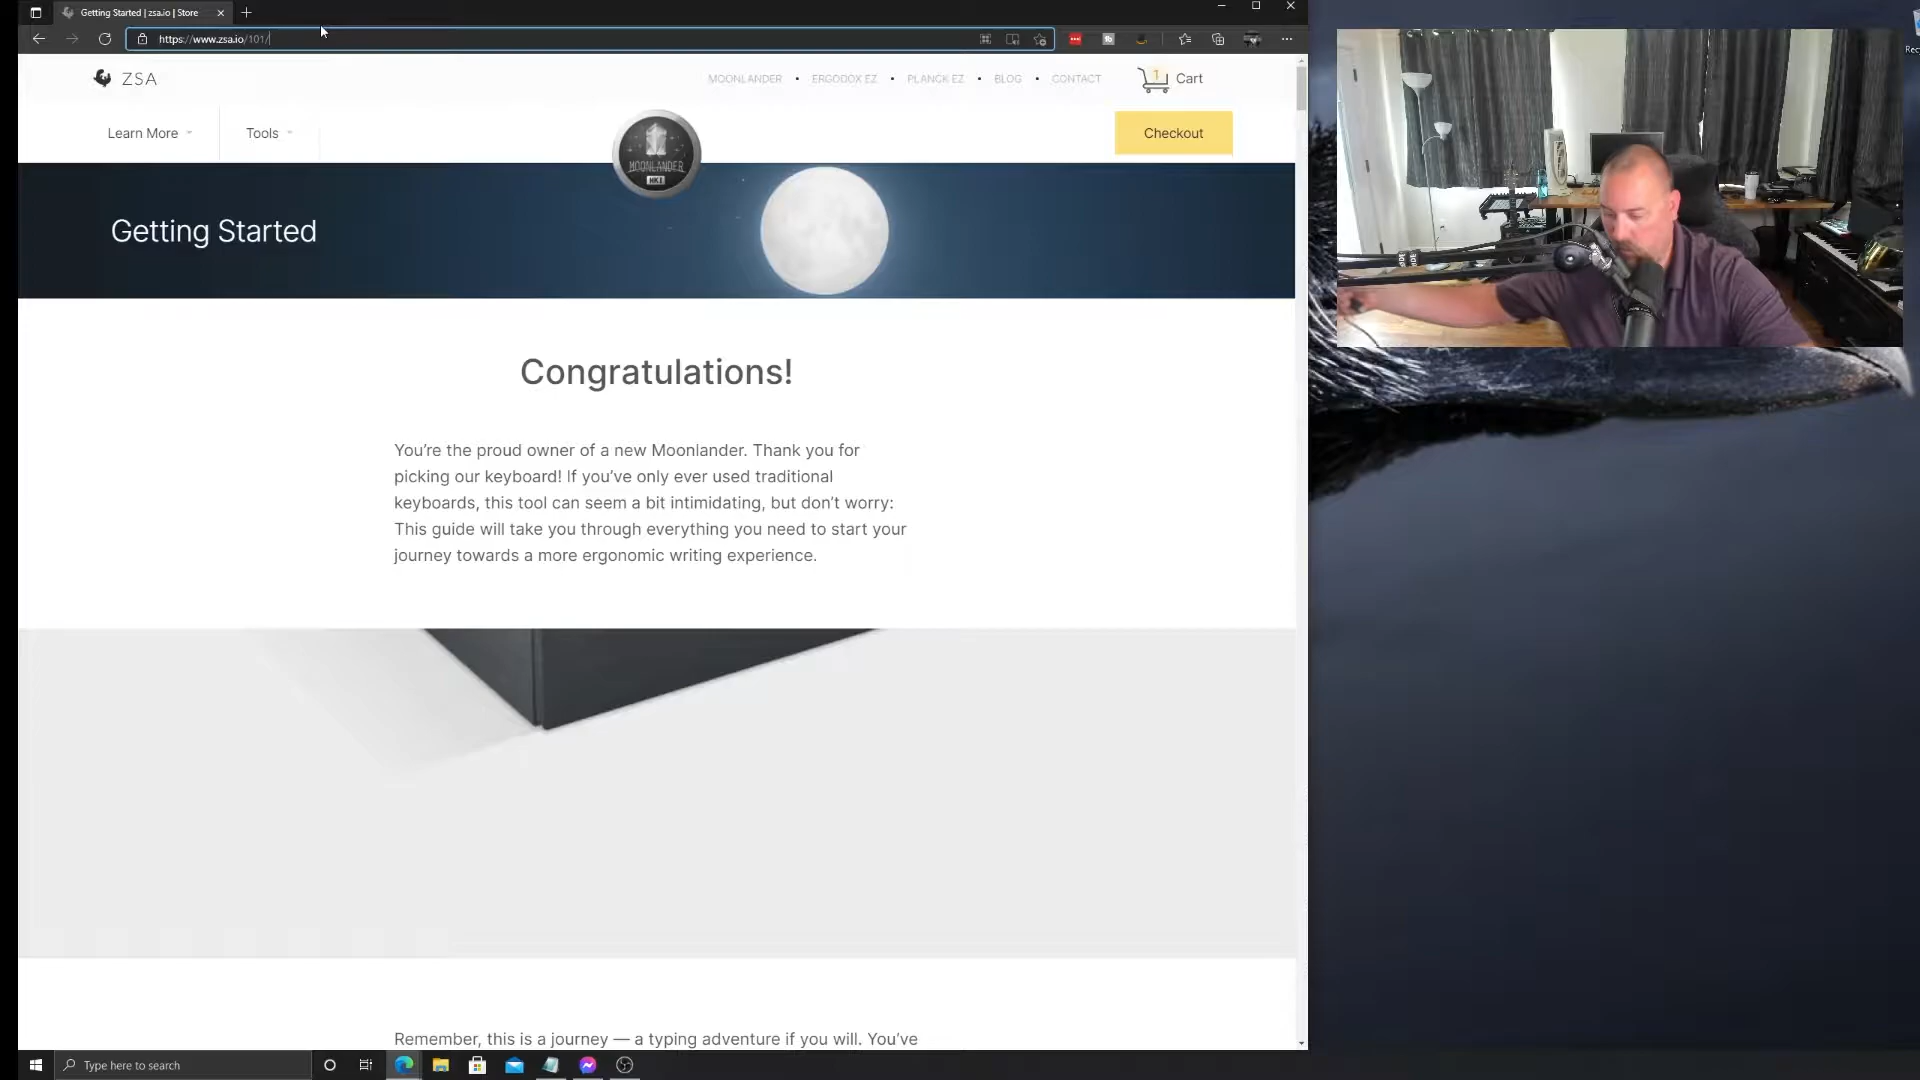 Getting Started | zsa.io | Store
https://www.zsa.io/101/
ZSA
MOONLANDER • ERGODOX EZ • PLANCK EZ • BLOG • CONTACT
1
Cart
Learn More
Tools
MOONLANDER
MK1
Checkout
Getting Started
Congratulations!
You’re the proud owner of a new Moonlander. Thank you for
picking our keyboard! If you’ve only ever used traditional
keyboards, this tool can seem a bit intimidating, but don’t worry:
This guide will take you through everything you need to start your
journey towards a more ergonomic writing experience.
Remember, this is a journey — a typing adventure if you will. You’ve
Type here to search